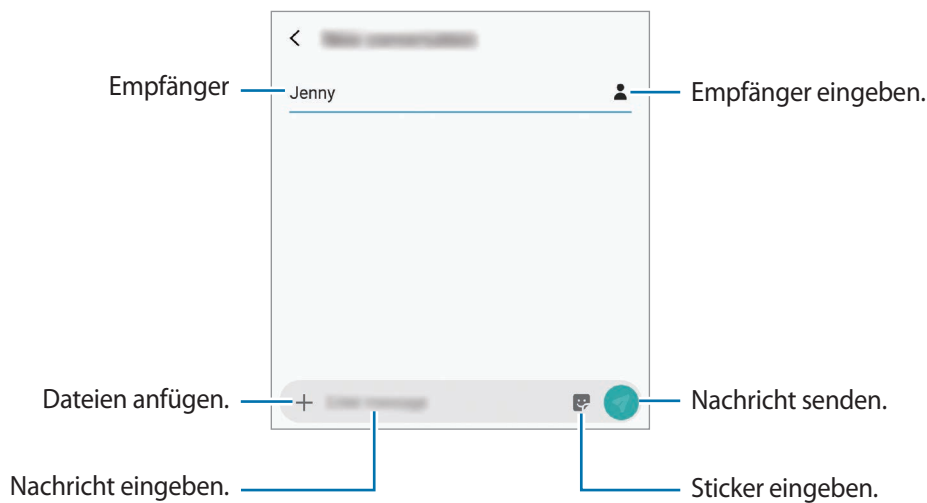 Empfänger
Jenny
Empfänger eingeben.
Dateien anfügen.
Nachricht senden.
Nachricht eingeben.
Sticker eingeben.